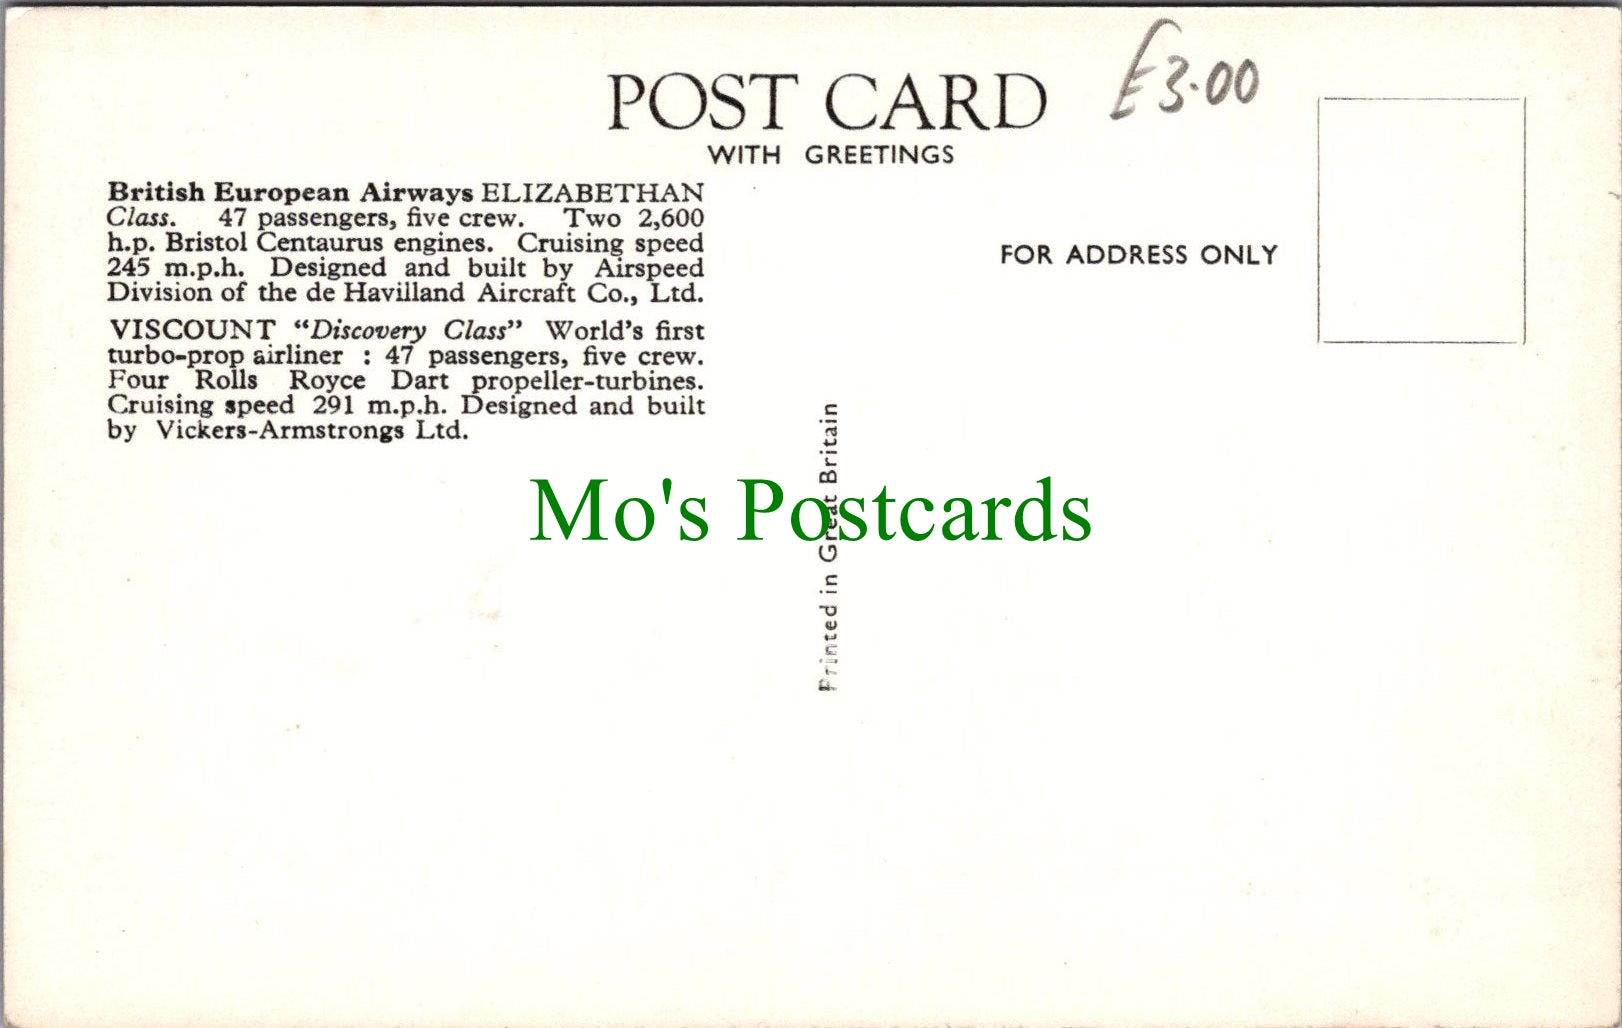 POST CARD
£3.00
WITH GREETINGS
British European Airways ELIZABETHAN
Class. 47 passengers, five crew. Two 2,600
h.p. Bristol Centaurus engines. Cruising speed
245 m.p.h. Designed and built by Airspeed
Division of the de Havilland Aircraft Co., Ltd.
VISCOUNT "Discovery Class" World's first
turbo-prop airliner : 47 passengers, five crew.
Four Rolls Royce Dart propeller-turbines.
Cruising speed 291 m.p.h. Designed and built
by Vickers-Armstrongs Ltd.
FOR ADDRESS ONLY
Printed in Great Britain
Mo's Postcards